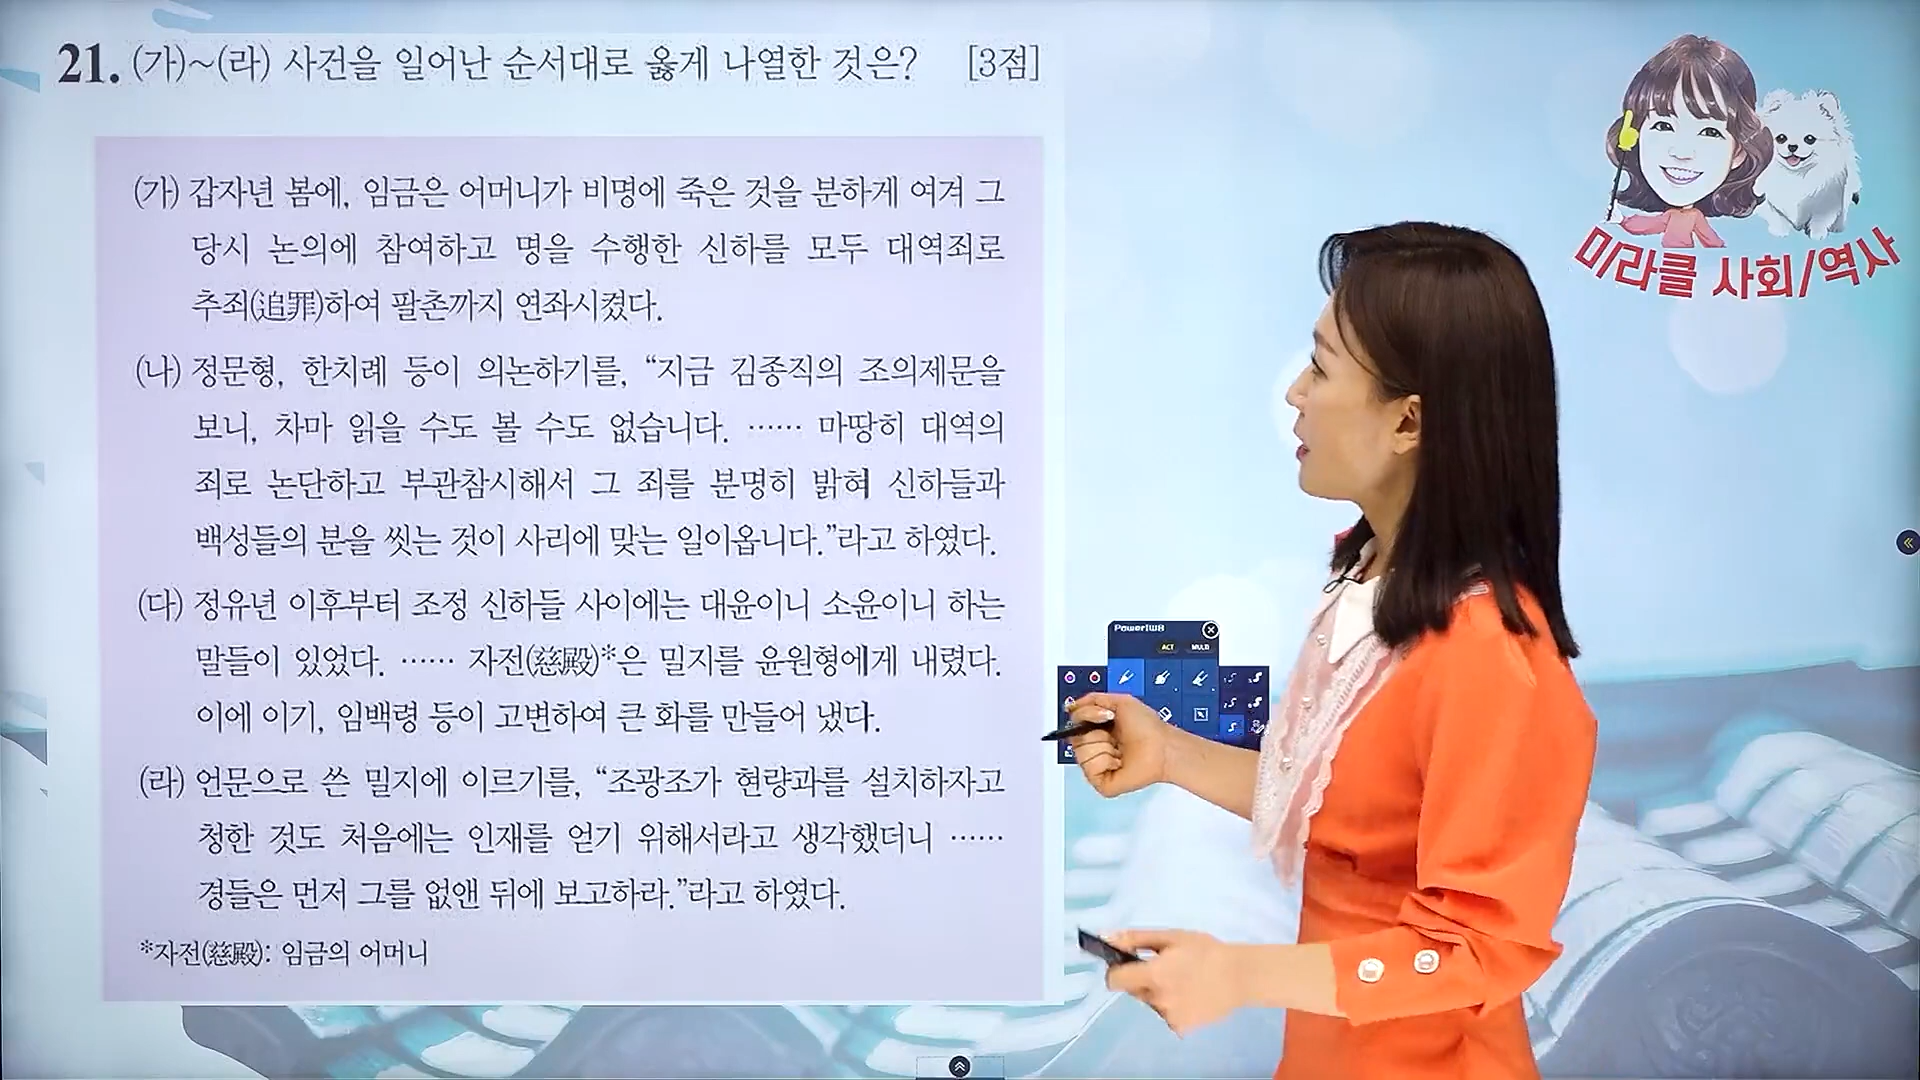 21. (가)~(라) 사건을 일어난 순서대로 옳게 나열한 것은? [3점]
(가) 갑자년 봄에, 임금은 어머니가 비명에 죽은 것을 분하게 여겨 그
당시 논의에 참여하고 명을 수행한 신하를 모두 대역죄로
추죄(追罪)하여 팔촌까지 연좌시켰다.
(나) 정문형, 한치례 등이 의논하기를, “지금 김종직의 조의제문을
보니, 차마 읽을 수도 볼 수도 없습니다. …… 마땅히 대역의
죄로 논단하고 부관참시해서 그 죄를 분명히 밝혀 신하들과
백성들의 분을 씻는 것이 사리에 맞는 일이옵니다.”라고 하였다.
(다) 정유년 이후부터 조정 신하들 사이에는 대윤이니 소윤이니 하는
말들이 있었다. …… 자전(慈殿)*은 밀지를 윤원형에게 내렸다.
이에 이기, 임백령 등이 고변하여 큰 화를 만들어 냈다.
(라) 언문으로 쓴 밀지에 이르기를, “조광조가 현량과를 설치하자고
청한 것도 처음에는 인재를 얻기 위해서라고 생각했더니 ……
경들은 먼저 그를 없앤 뒤에 보고하라.”라고 하였다.
*자전(慈殿): 임금의 어머니
미라클 사회/역사
PowerIWB
ACT MULTI